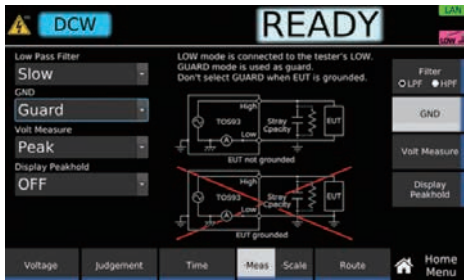 DCW
READY
LAN
LOW
Low Pass Filter
Slow
GND
Guard
Volt Measure
Peak
Display Peakhold
OFF
LOW mode is connected to the tester's LOW.
GUARD mode is used as guard.
Don't select GUARD when EUT is grounded.
High
TOS93
Stray
Cpacity
EUT
Low
A
EUT not grounded
High
TOS93
Stray
Cpacity
EUT
Low
A
EUT grounded
Filter
LPF HPF
GND
Volt Measure
Display
Peakhold
Voltage
Judgement
Time
·Meas
·Scale
Route
Home
Menu